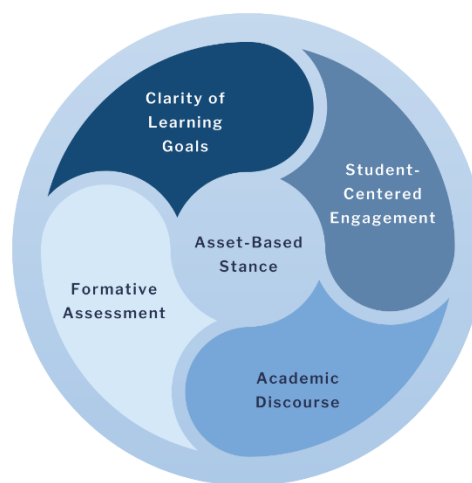 Clarity of
Learning
Goals
Student-
Centered
Engagement
Asset-Based
Stance
Formative
Assessment
Academic
Discourse